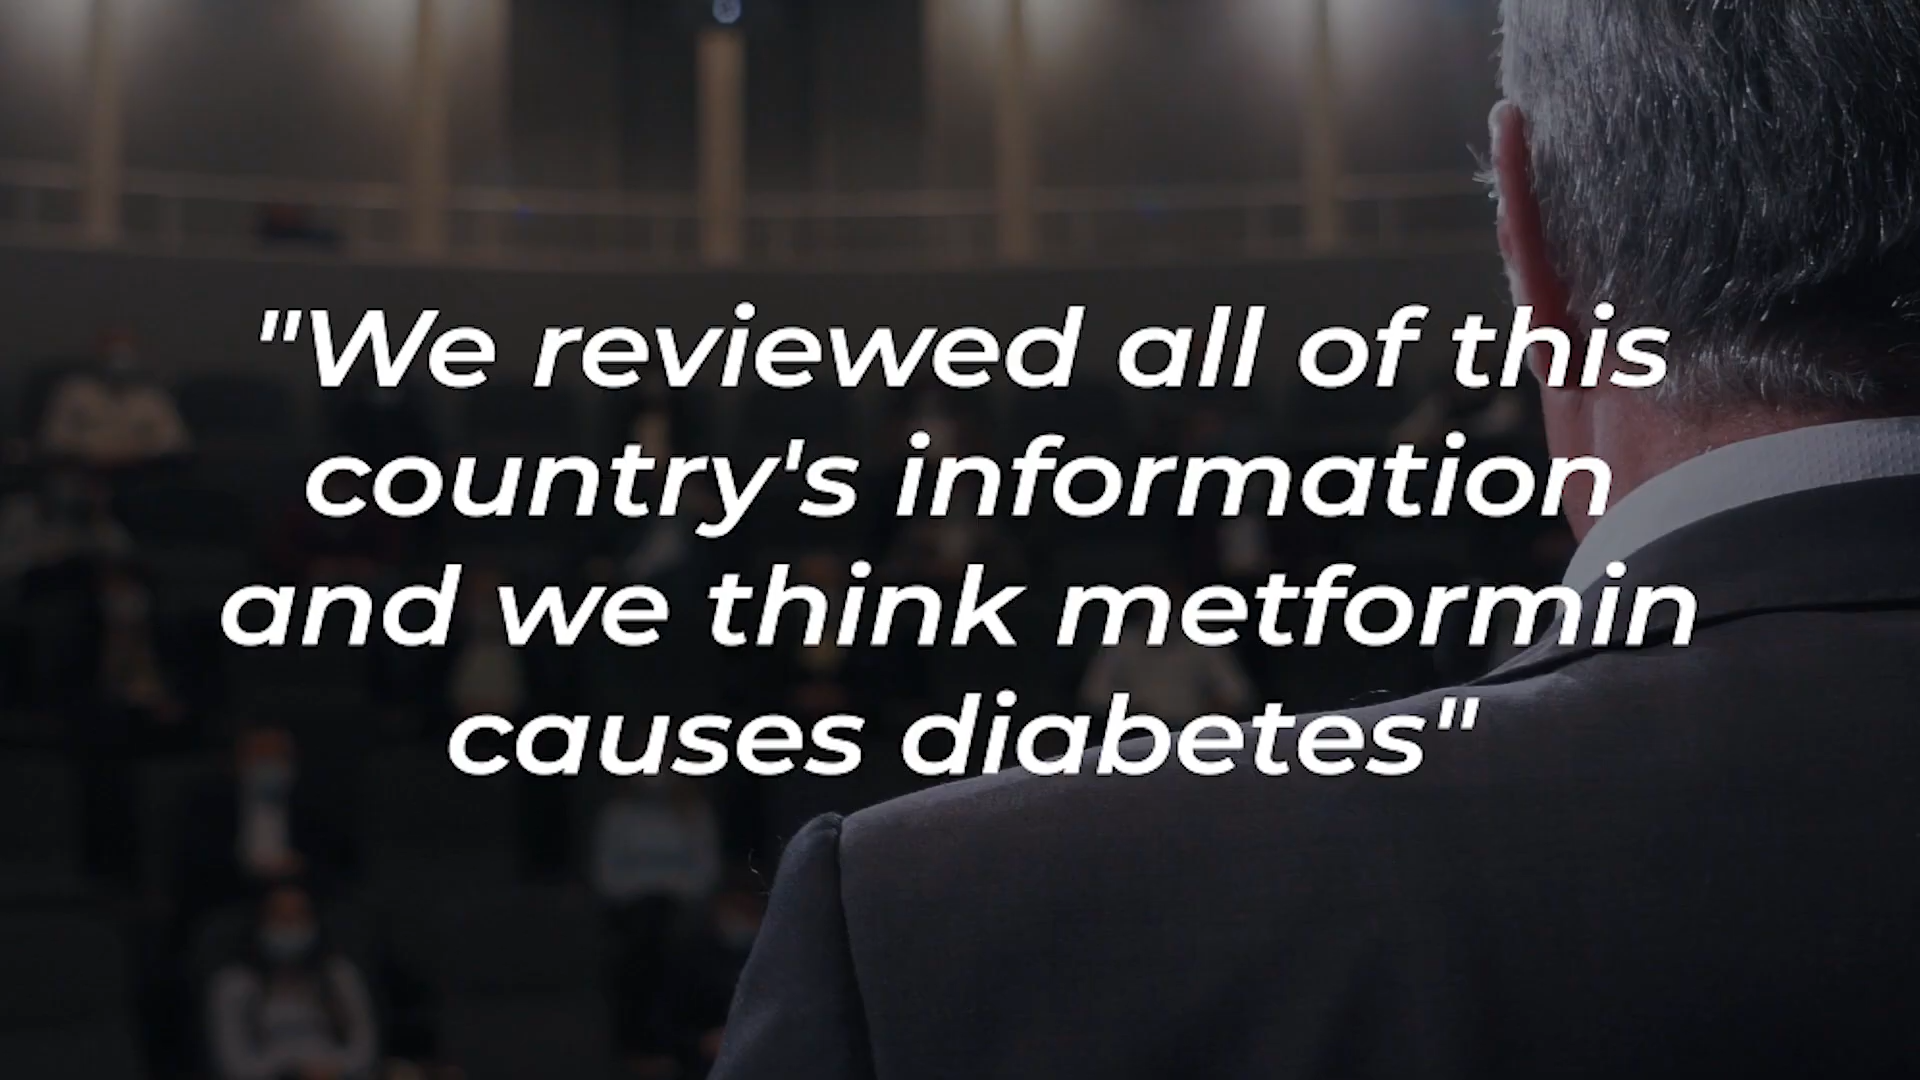 "We reviewed all of this
country's information
and we think metformin
causes diabetes"